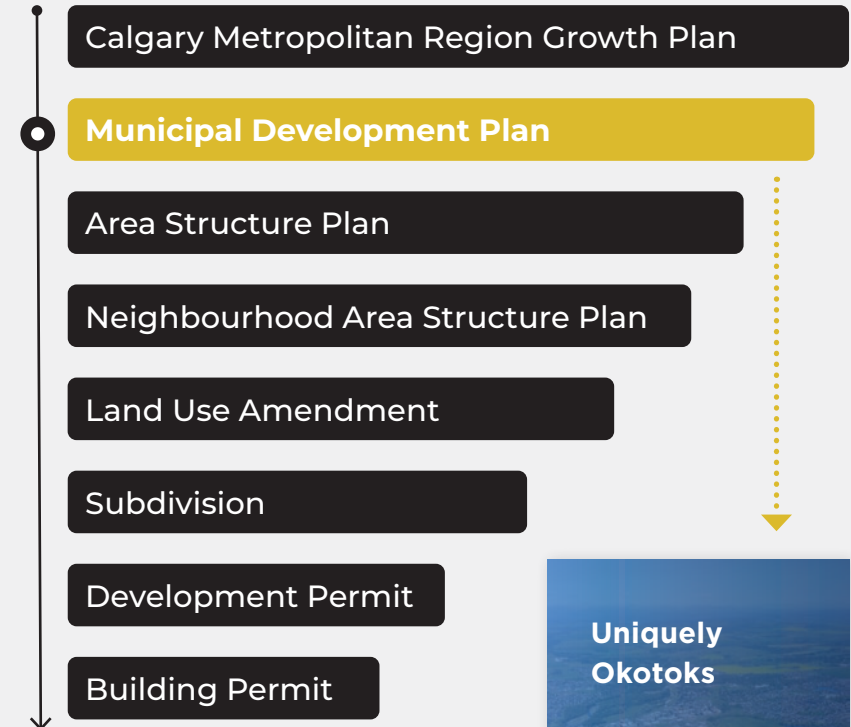 Calgary Metropolitan Region Growth Plan
Municipal Development Plan
Area Structure Plan
Neighbourhood Area Structure Plan
Land Use Amendment
Subdivision
Development Permit
Building Permit
Uniquely
Okotoks